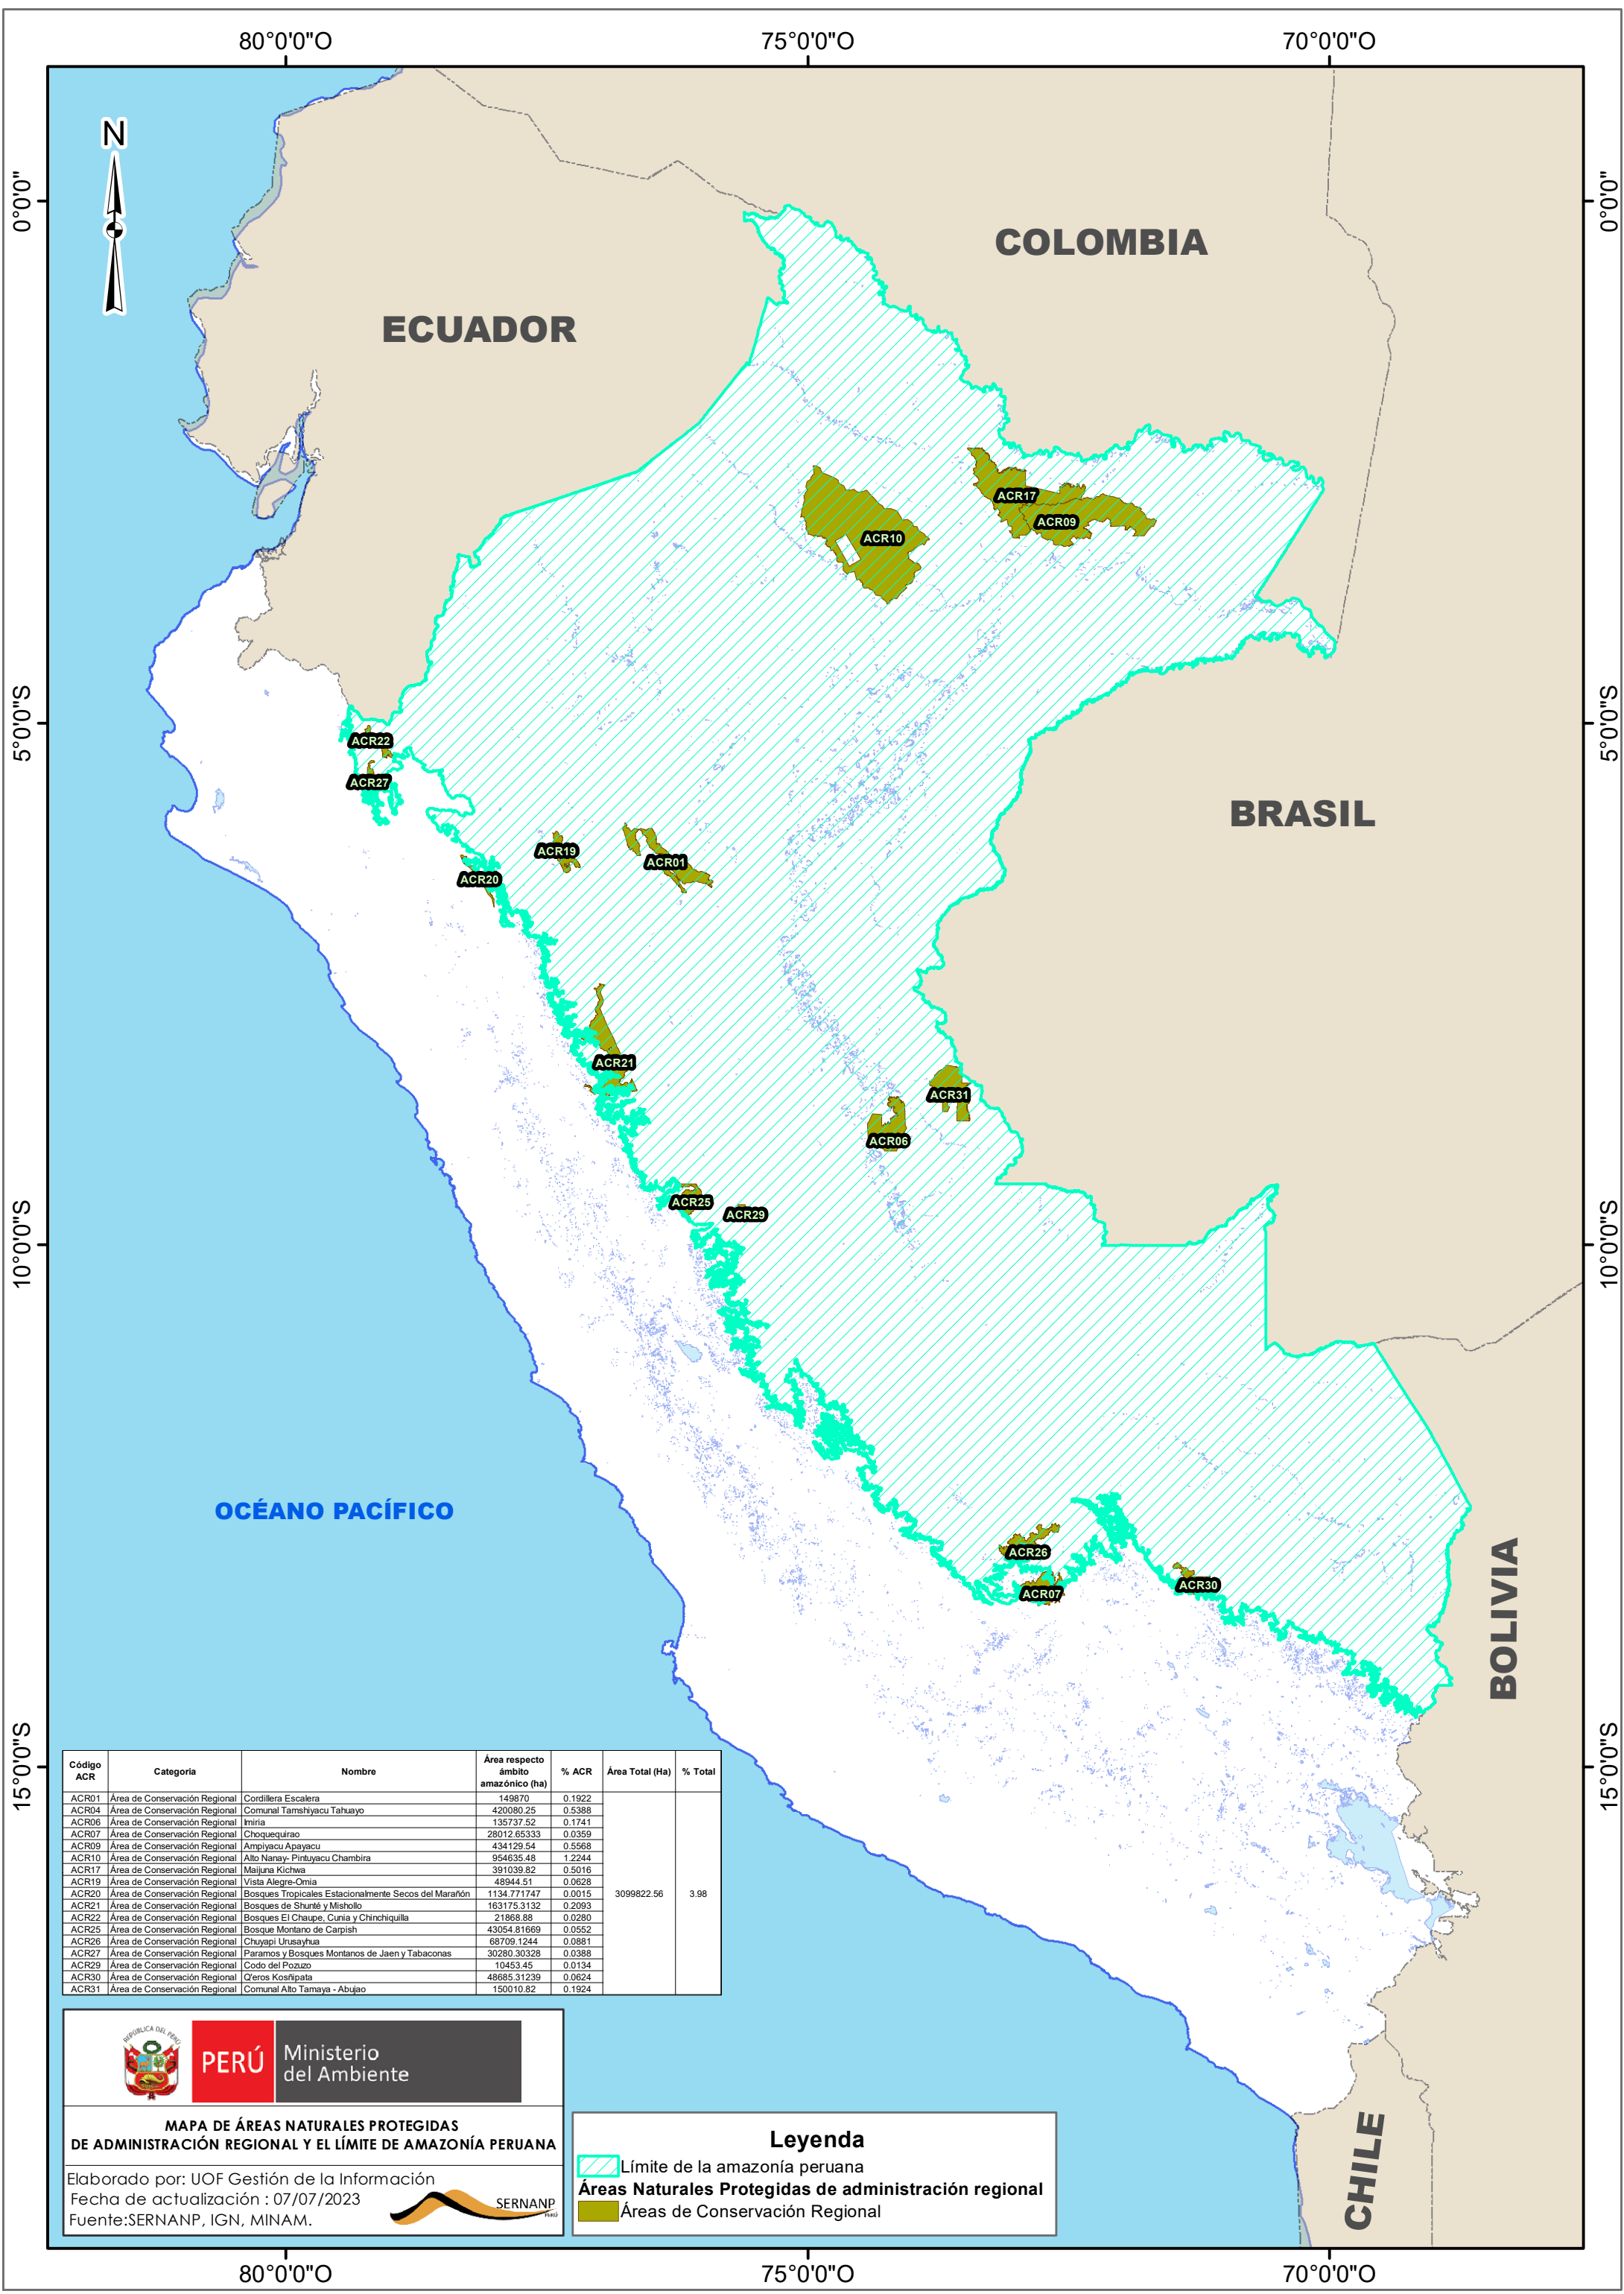 80°0'0"O 75°0'0"O 70°0'0"O
N
0°0'0" 0°0'0"
COLOMBIA
ECUADOR
ACR17
ACR09
ACR10
5°0'0"S 5°0'0"S
ACR22
ACR27
BRASIL
ACR19
ACR01
ACR20
ACR21
ACR31
ACR06
ACR25
ACR29
10°0'0"S 10°0'0"S
OCÉANO PACÍFICO
ACR26
ACR30
ACR07
BOLIVIA
15°0'0"S 15°0'0"S
Código ACR Categoria Nombre Área respecto ámbito amazónico (ha) % ACR Área Total (Ha) % Total
ACR01 Área de Conservación Regional Cordillera Escalera 149870 0.1922
ACR04 Área de Conservación Regional Comunal Tamshiyacu Tahuayo 420080.25 0.5388
ACR06 Área de Conservación Regional Imiria 135737.52 0.1741
ACR07 Área de Conservación Regional Choquequirao 28012.65333 0.0359
ACR09 Área de Conservación Regional Ampiyacu Apayacu 434129.54 0.5568
ACR10 Área de Conservación Regional Alto Nanay- Pintuyacu Chambira 954635.48 1.2244
ACR17 Área de Conservación Regional Maijuna Kichwa 391039.82 0.5016
ACR19 Área de Conservación Regional Vista Alegre-Omia 48944.51 0.0628
ACR20 Área de Conservación Regional Bosques Tropicales Estacionalmente Secos del Marañón 1134.771747 0.0015 3099822.56 3.98
ACR21 Área de Conservación Regional Bosques de Shunté y Mishollo 163175.3132 0.2093
ACR22 Área de Conservación Regional Bosques El Chaupe, Cunia y Chinchiquilla 21868.88 0.0280
ACR25 Área de Conservación Regional Bosque Montano de Carpish 43054.81669 0.0552
ACR26 Área de Conservación Regional Chuyapi Urusayhua 68709.1244 0.0881
ACR27 Área de Conservación Regional Paramos y Bosques Montanos de Jaen y Tabaconas 30280.30328 0.0388
ACR29 Área de Conservación Regional Codo del Pozuzo 10453.45 0.0134
ACR30 Área de Conservación Regional Q'eros Kosñipata 48685.31239 0.0624
ACR31 Área de Conservación Regional Comunal Alto Tamaya - Abujao 150010.82 0.1924
REPÚBLICA DEL PERÚ
PERÚ Ministerio
del Ambiente
MAPA DE ÁREAS NATURALES PROTEGIDAS
DE ADMINISTRACIÓN REGIONAL Y EL LÍMITE DE AMAZONÍA PERUANA
Elaborado por: UOF Gestión de la Información
Fecha de actualización : 07/07/2023
Fuente:SERNANP, IGN, MINAM.
SERNANP
PERÚ
Leyenda
Límite de la amazonía peruana
Áreas Naturales Protegidas de administración regional
Áreas de Conservación Regional
CHILE
80°0'0"O 75°0'0"O 70°0'0"O